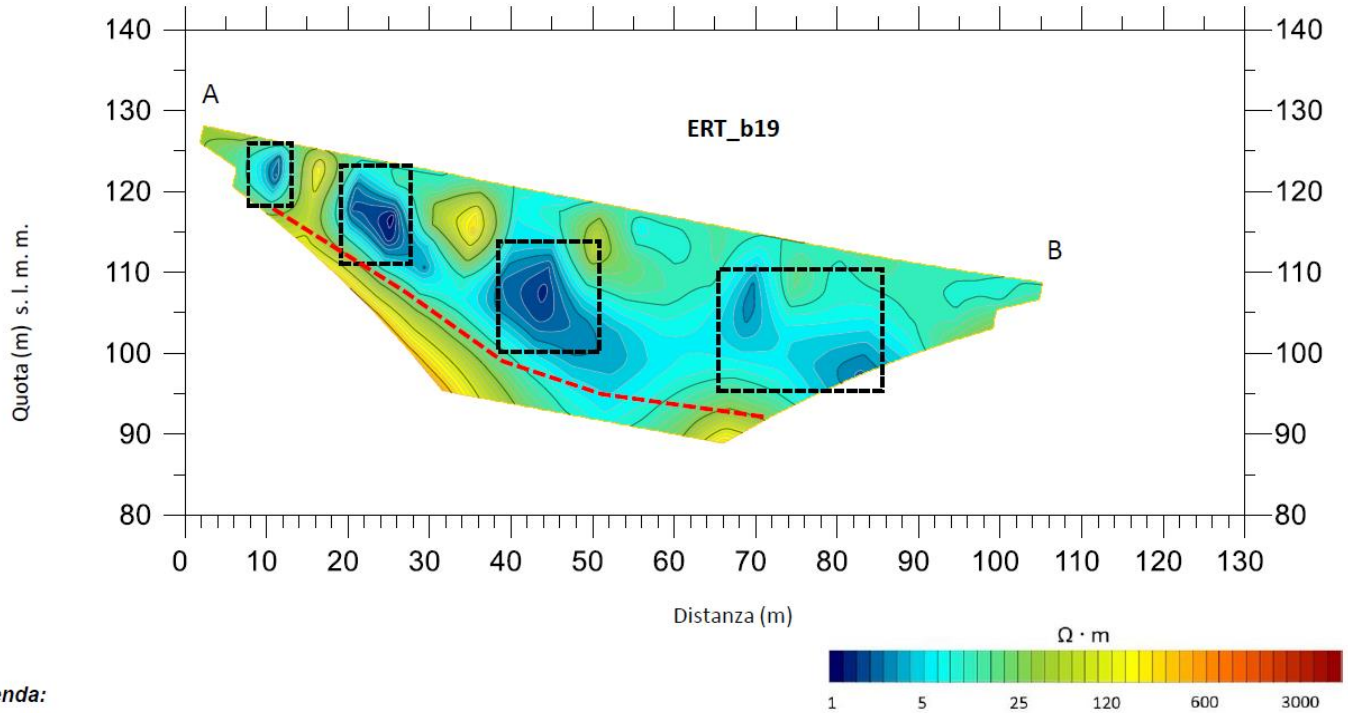 140
140
130
130
A
ERT_b19
120
120
B
110
110
100
100
90
90
80
80
Quota (m) s. l. m. m.
0 10 20 30 40 50 60 70 80 90 100 110 120 130
Distanza (m)
Ω · m
1 5 25 120 600 3000
enda: